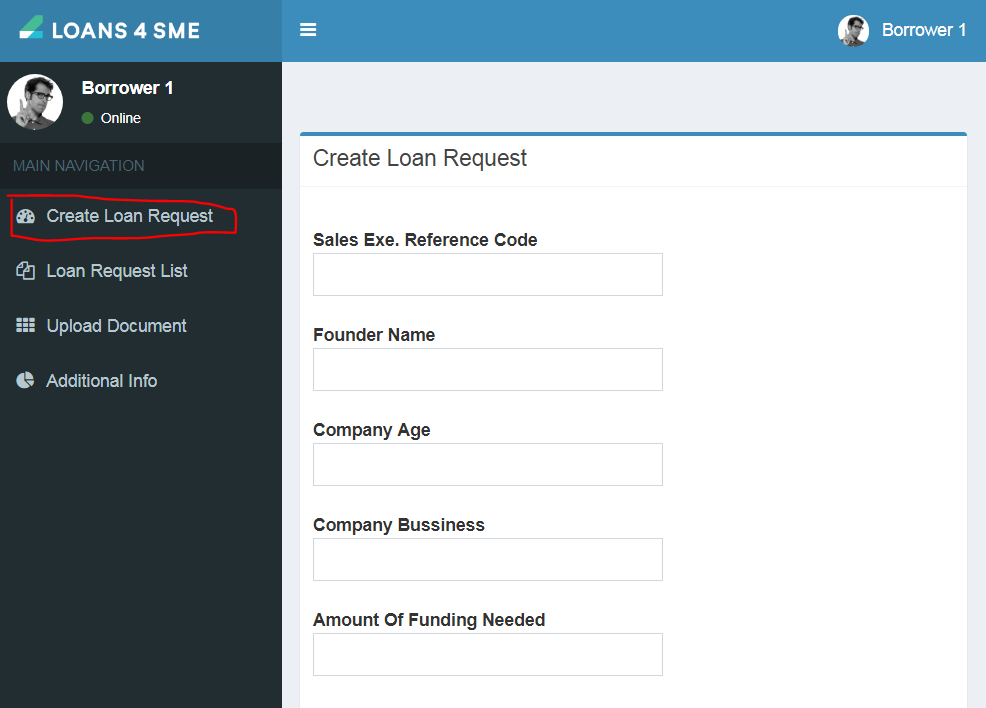 LOANS 4 SME
Borrower 1
Borrower 1
Online
MAIN NAVIGATION
Create Loan Request
Loan Request List
Upload Document
Additional Info
Create Loan Request
Sales Exe. Reference Code
Founder Name
Company Age
Company Bussiness
Amount Of Funding Needed